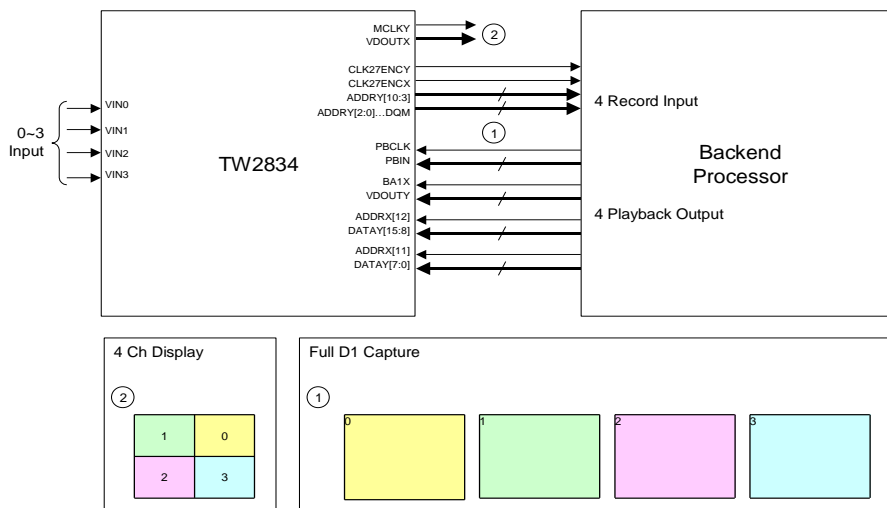 MCLKY
VDOUTX
2
CLK27ENCY
CLK27ENCX
ADDRY[10:3]
ADDRY[2:0]...DQM
4 Record Input
1
VIN0
VIN1
VIN2
VIN3
0~3
Input
TW2834
PBCLK
PBIN
BA1X
VDOUTY
ADDRX[12]
DATAY[15:8]
ADDRX[11]
DATAY[7:0]
Backend
Processor
4 Playback Output
4 Ch Display
2
1 0
2 3
Full D1 Capture
1
0 1 2 3